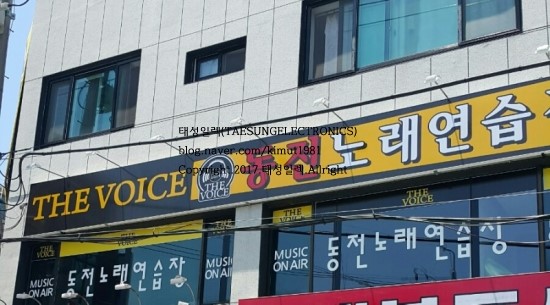 태성일렉(TAESUNGELECTRONICS)
blog.naver.com/kimut1981
Copyright 2017 태성일렉 Allright
THE VOICE
THE
VOICE
동전노래연습
THE
VOICE
THE
VOICE
MUSIC
ON AIR
동전노래연습장
MUSIC
ON AIR
동전노래연습장
MUSIC
ON AIR